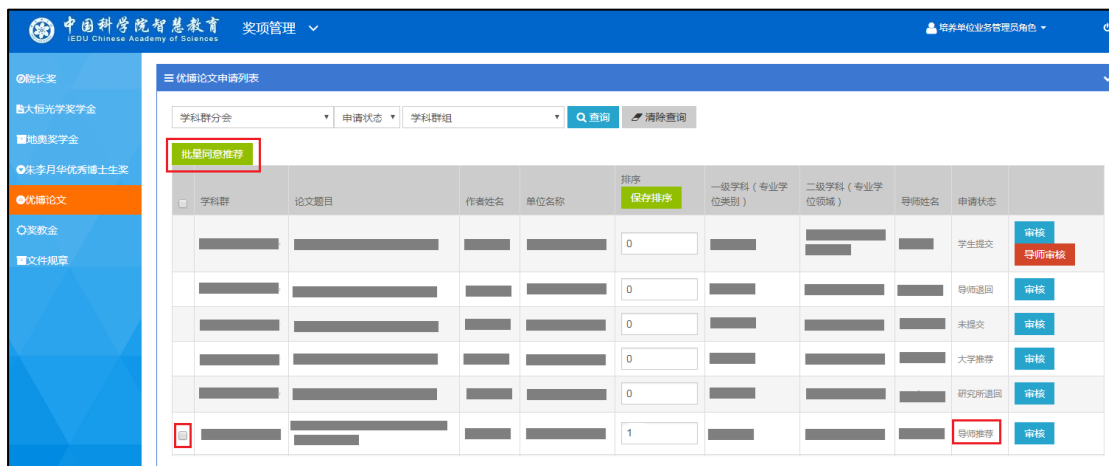 中国科学院智慧教育
iEDU Chinese Academy of Sciences
奖项管理
培养单位业务管理员角色
院长奖
大恒光学奖学金
地奥奖学金
朱李月华优秀博士生奖
优博论文
奖教金
文件规章
优博论文申请列表
学科群分会 申请状态 学科群组 查询 清除查询
批量同意推荐
学科群 论文题目 作者姓名 单位名称 排序 保存排序 一级学科（专业学位类别） 二级学科（专业学位领域） 导师姓名 申请状态
0 学生提交 审核 导师审核
0 导师退回 审核
0 未提交 审核
0 大学推荐 审核
0 研究所退回 审核
1 导师推荐 审核